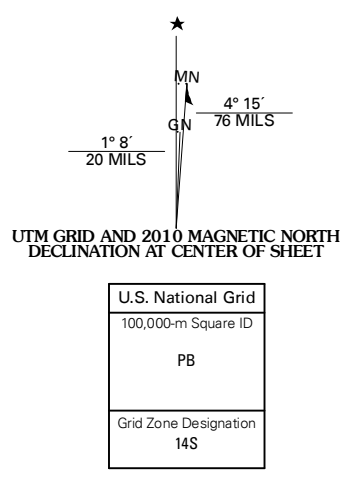 ★
MN
4° 15´
76 MILS
GN
1° 8´
20 MILS
UTM GRID AND 2010 MAGNETIC NORTH
DECLINATION AT CENTER OF SHEET
U.S. National Grid
100,000-m Square ID
PB
Grid Zone Designation
14S